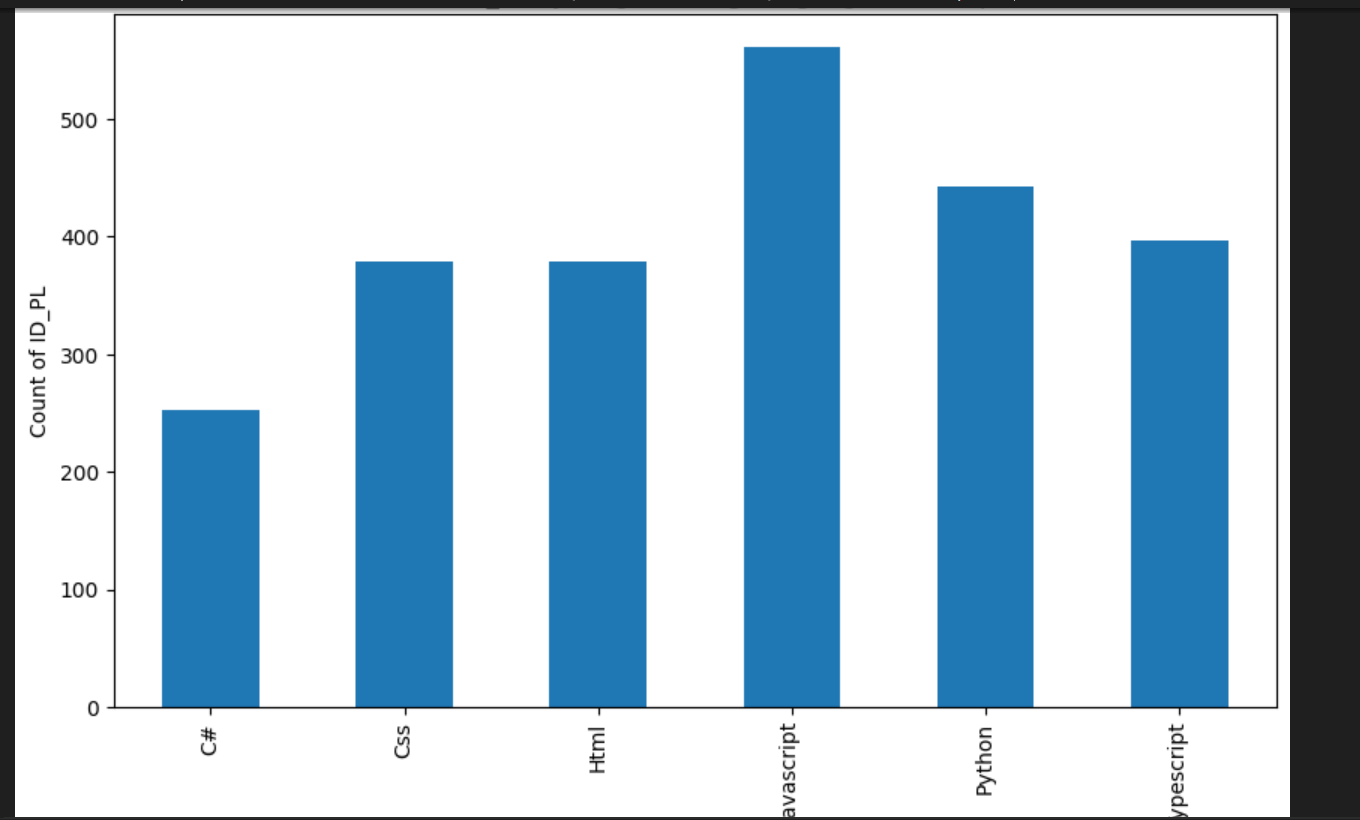 500
400
300
200
100
0
Count of ID_PL
C#
Css
Html
avascript
Python
ypescript